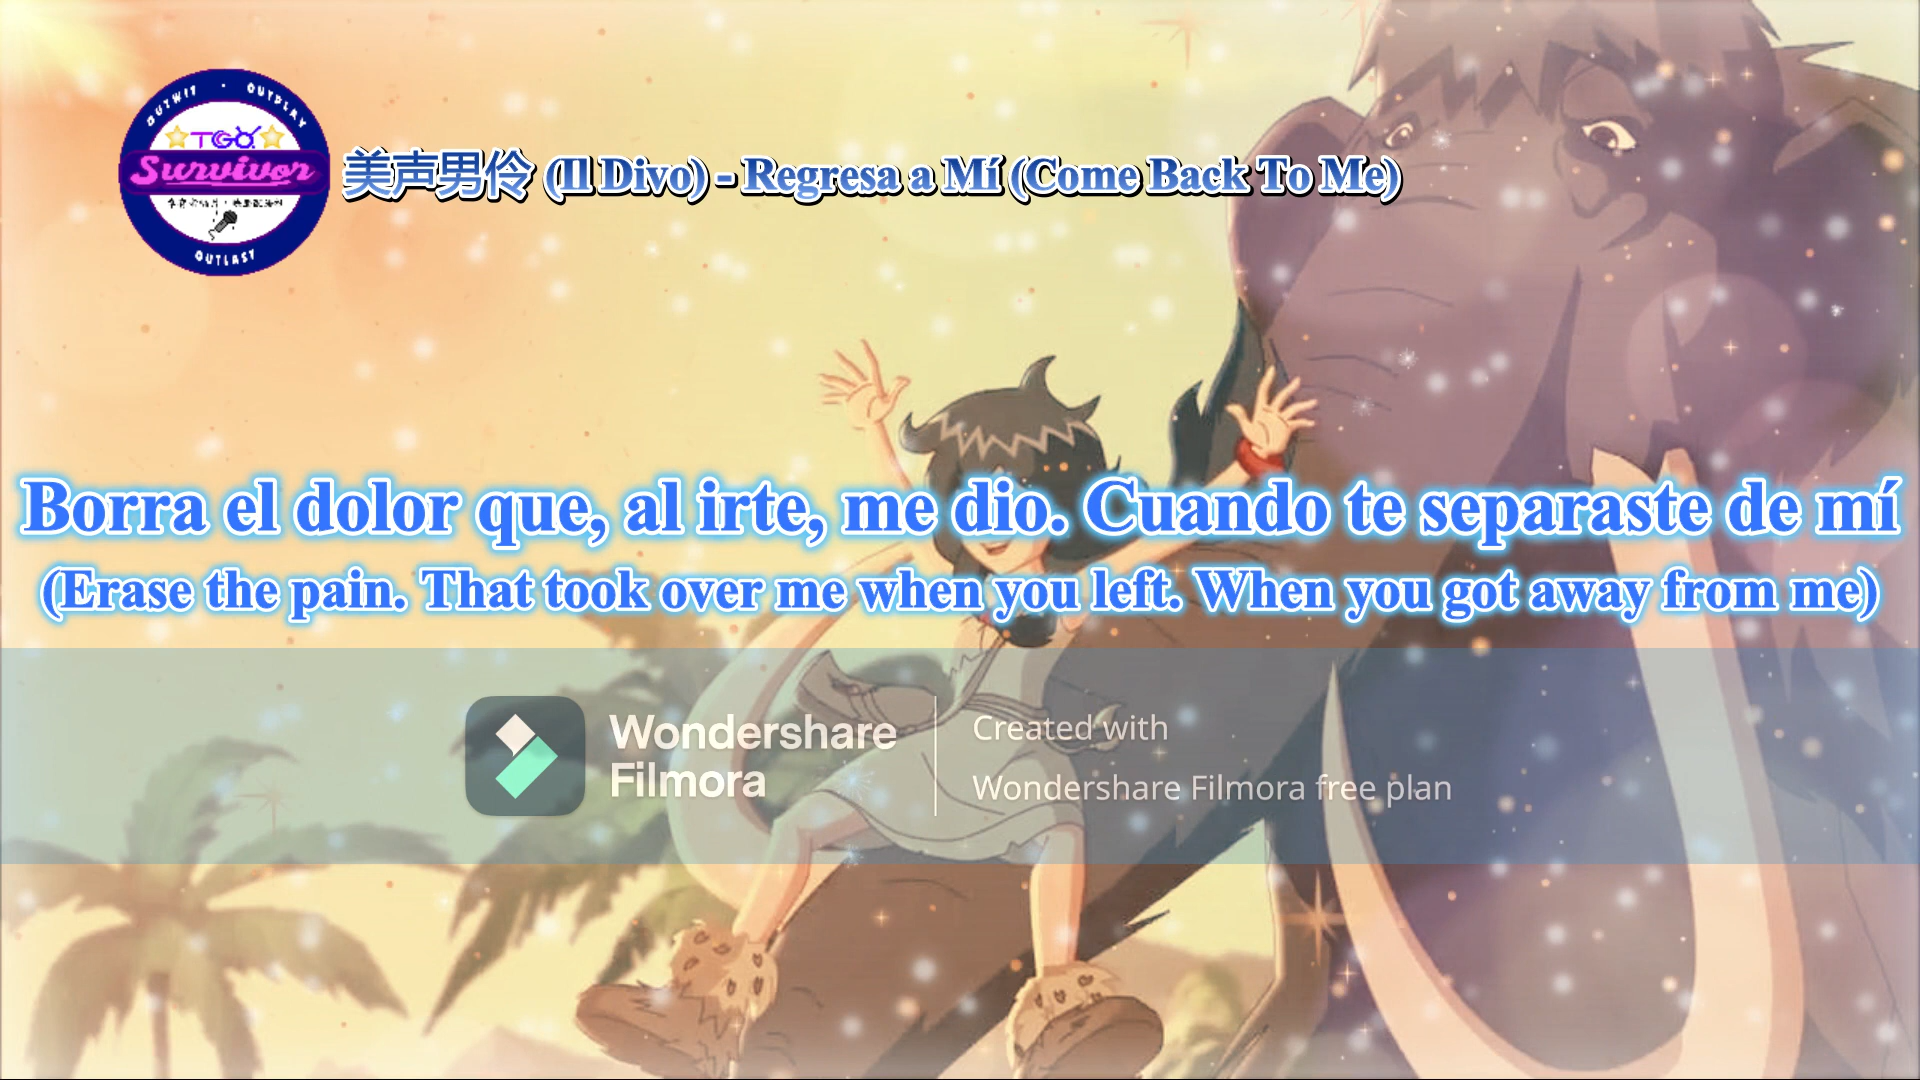 OUTWIT · OUTPLAY
TGO
Survivor
OUTLAST
美声男伶 (Il Divo) - Regresa a Mí (Come Back To Me)
Borra el dolor que, al irte, me dio. Cuando te separaste de mí
(Erase the pain. That took over me when you left. When you got away from me)
Wondershare
Filmora
Created with
Wondershare Filmora free plan